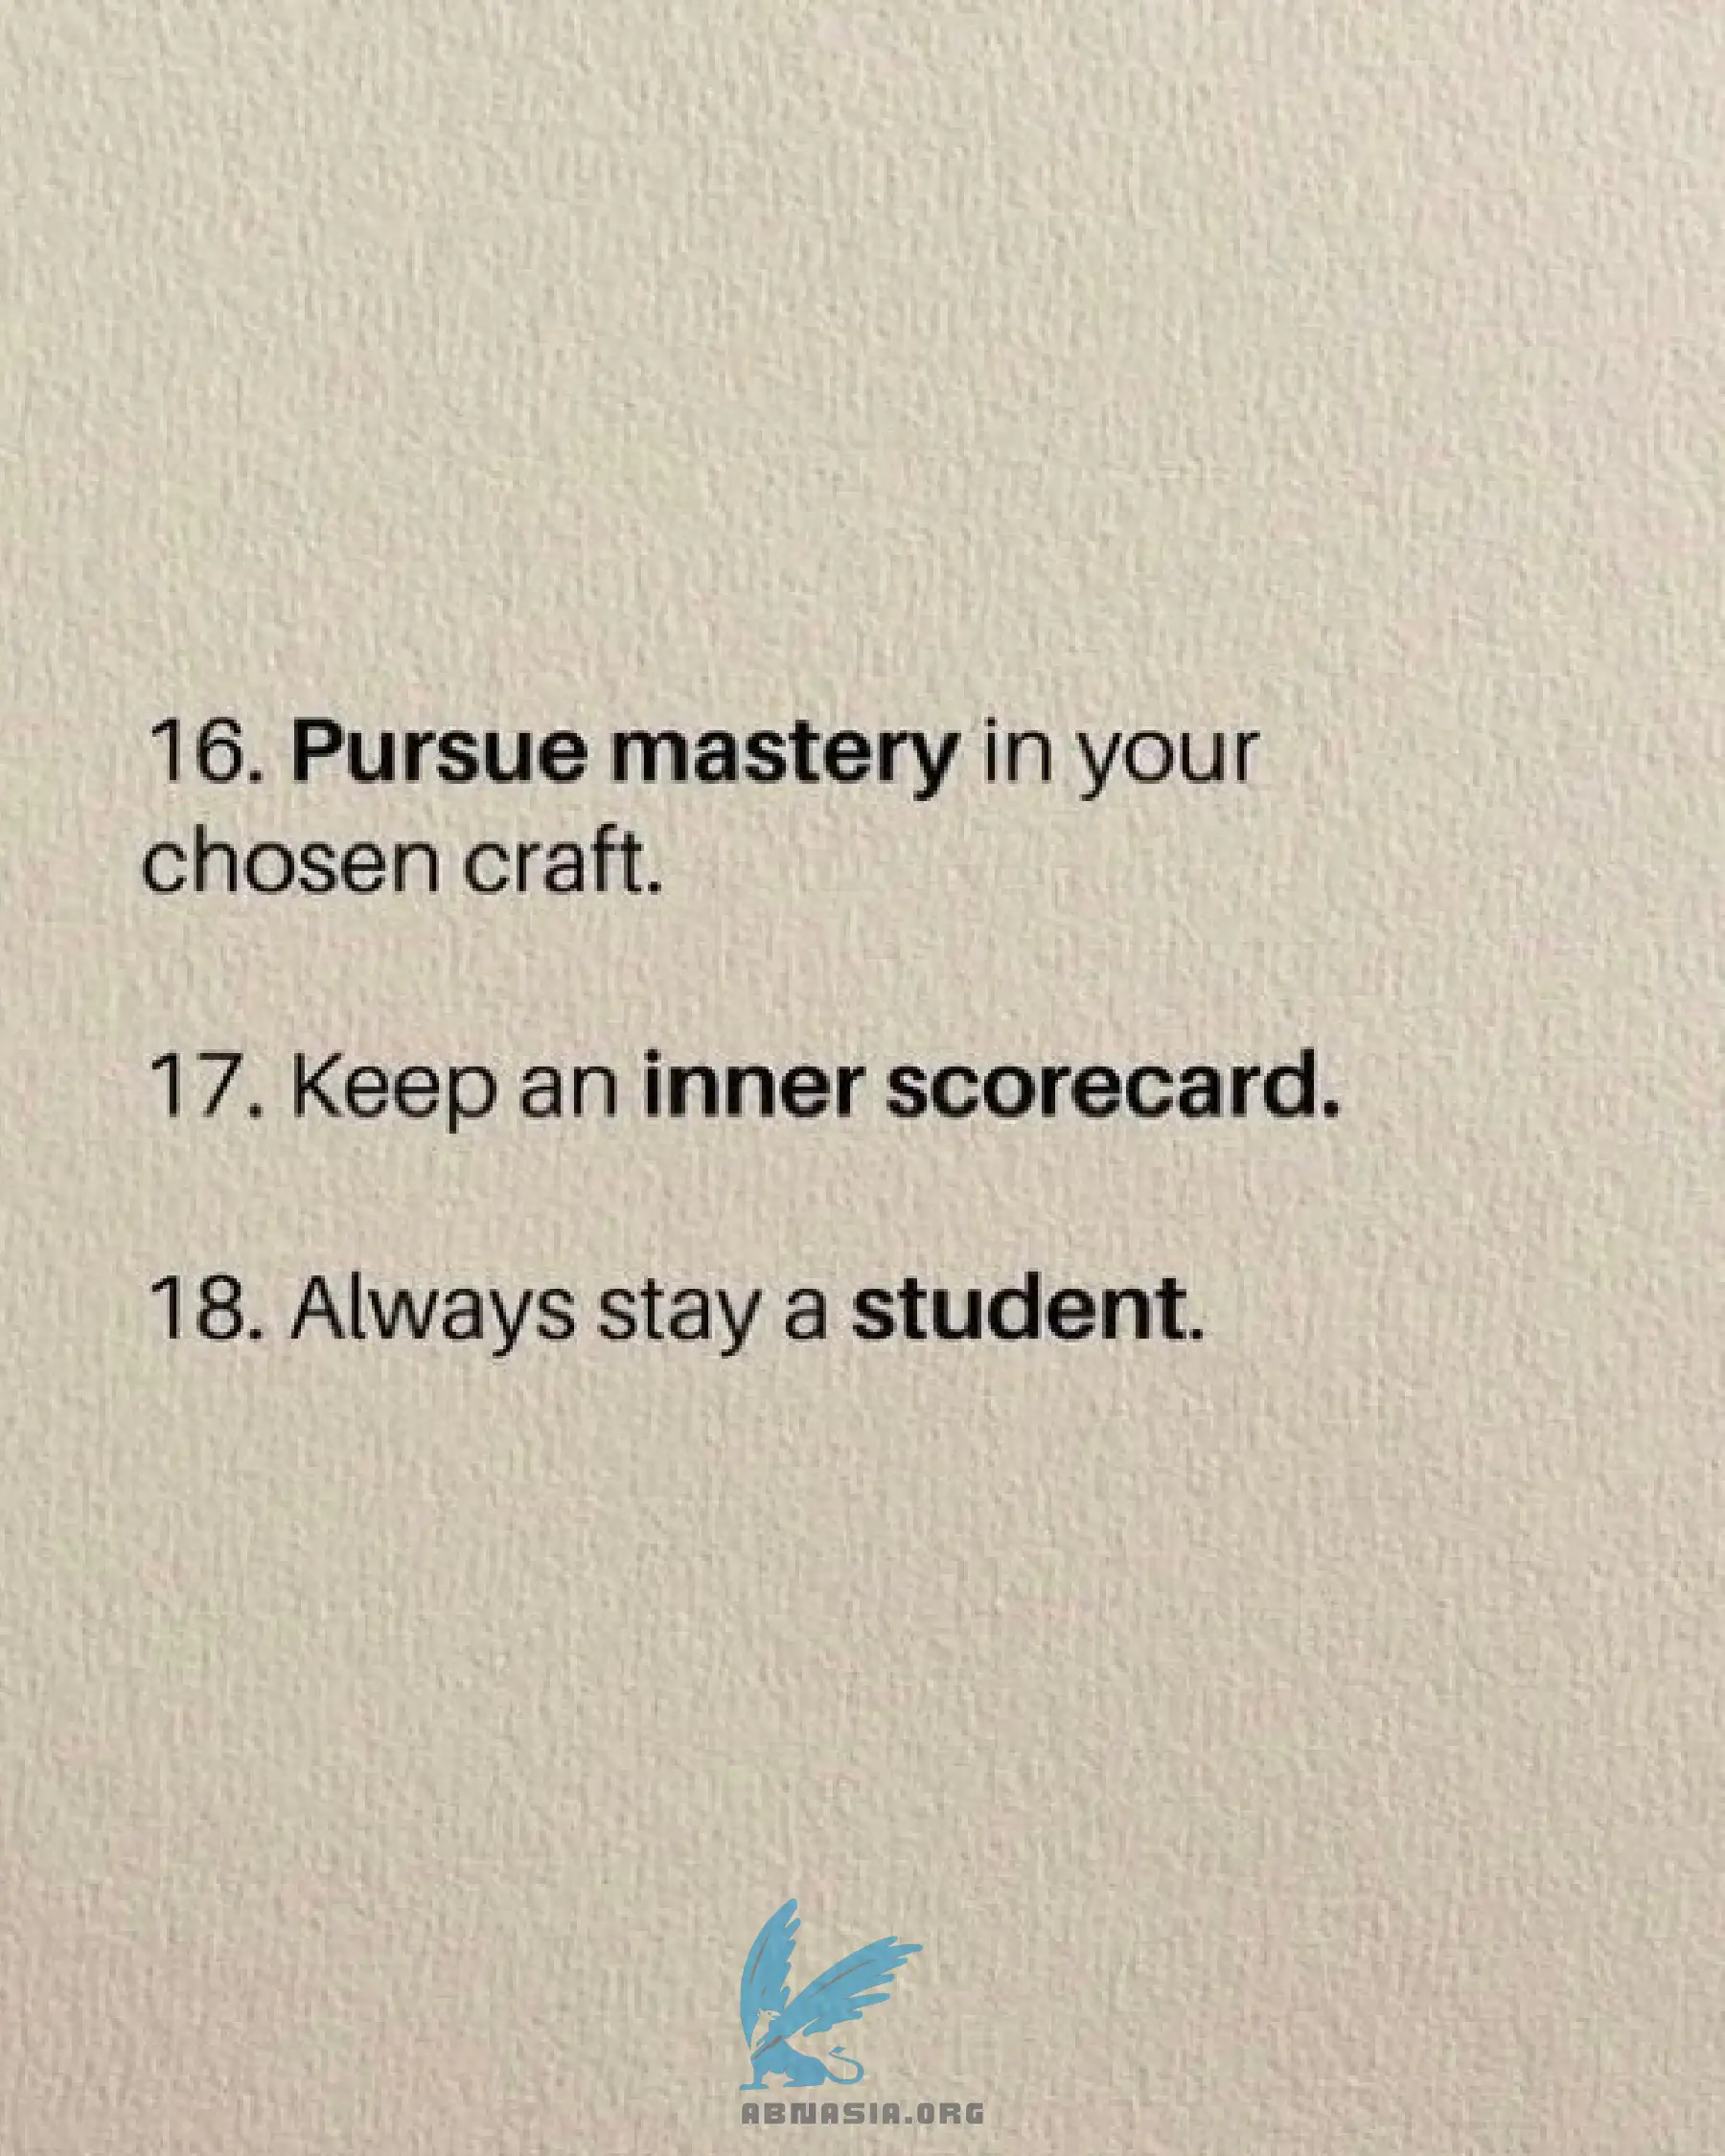 16. Pursue mastery in your
chosen craft.
17. Keep an inner scorecard.
18. Always stay a student.
ABNASIA.ORG